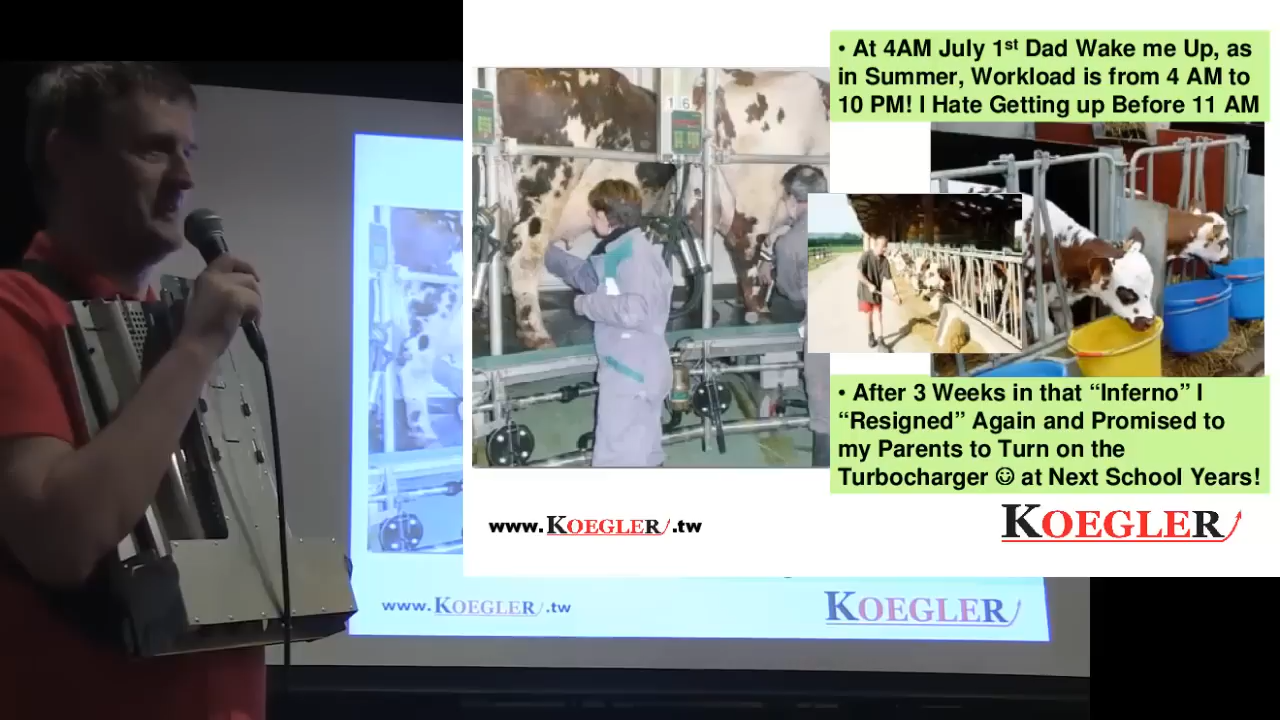 • At 4AM July 1st Dad Wake me Up, as
in Summer, Workload is from 4 AM to
10 PM! I Hate Getting up Before 11 AM
16
• After 3 Weeks in that “Inferno” I
“Resigned” Again and Promised to
my Parents to Turn on the
Turbocharger ☺ at Next School Years!
www.KOEGLER.tw
KOEGLER
www.KOEGLER.tw
KOEGLER